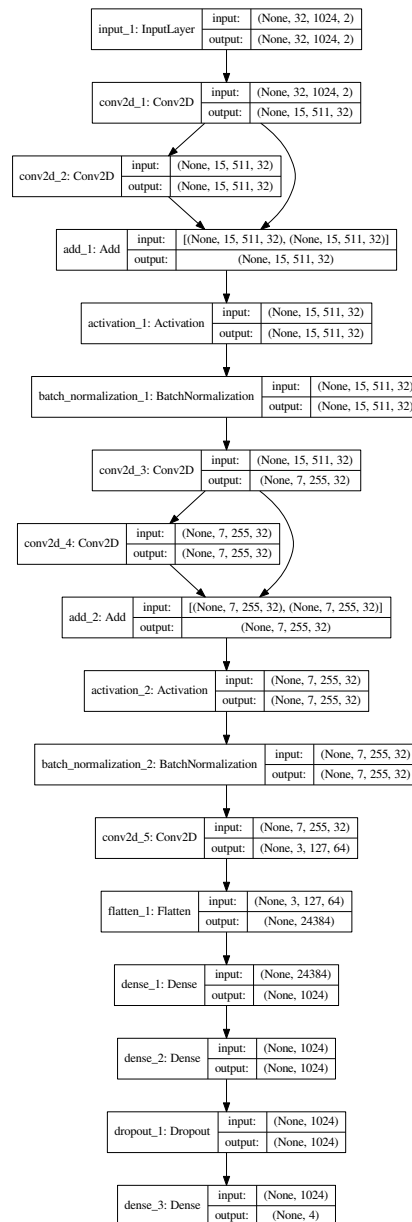 input_1: InputLayer input: (None, 32, 1024, 2)
output: (None, 32, 1024, 2)
conv2d_1: Conv2D input: (None, 32, 1024, 2)
output: (None, 15, 511, 32)
conv2d_2: Conv2D input: (None, 15, 511, 32)
output: (None, 15, 511, 32)
add_1: Add input: [(None, 15, 511, 32), (None, 15, 511, 32)]
output: (None, 15, 511, 32)
activation_1: Activation input: (None, 15, 511, 32)
output: (None, 15, 511, 32)
batch_normalization_1: BatchNormalization input: (None, 15, 511, 32)
output: (None, 15, 511, 32)
conv2d_3: Conv2D input: (None, 15, 511, 32)
output: (None, 7, 255, 32)
conv2d_4: Conv2D input: (None, 7, 255, 32)
output: (None, 7, 255, 32)
add_2: Add input: [(None, 7, 255, 32), (None, 7, 255, 32)]
output: (None, 7, 255, 32)
activation_2: Activation input: (None, 7, 255, 32)
output: (None, 7, 255, 32)
batch_normalization_2: BatchNormalization input: (None, 7, 255, 32)
output: (None, 7, 255, 32)
conv2d_5: Conv2D input: (None, 7, 255, 32)
output: (None, 3, 127, 64)
flatten_1: Flatten input: (None, 3, 127, 64)
output: (None, 24384)
dense_1: Dense input: (None, 24384)
output: (None, 1024)
dense_2: Dense input: (None, 1024)
output: (None, 1024)
dropout_1: Dropout input: (None, 1024)
output: (None, 1024)
dense_3: Dense input: (None, 1024)
output: (None, 4)